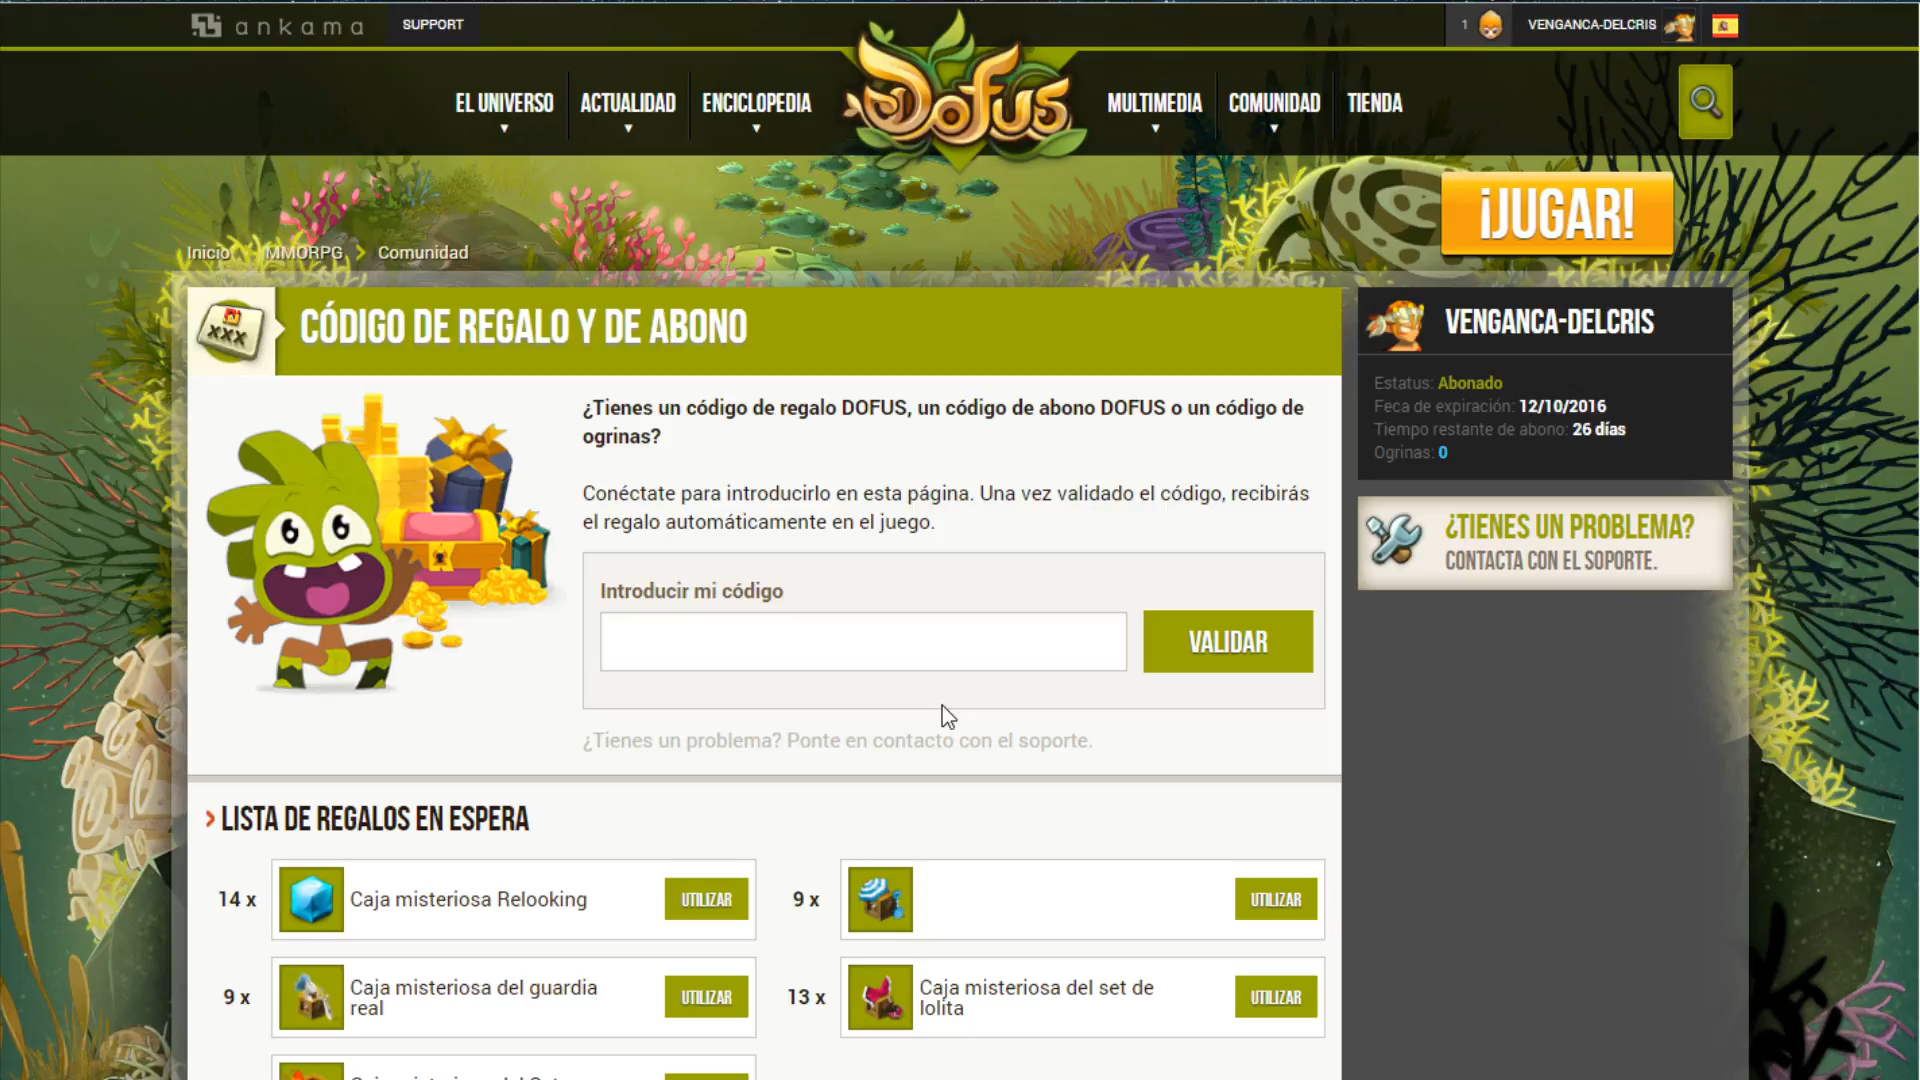 ankama
SUPPORT
1
VENGANCA-DELCRIS
EL UNIVERSO
ACTUALIDAD
ENCICLOPEDIA
DOFUS
MULTIMEDIA
COMUNIDAD
TIENDA
¡JUGAR!
Inicio
MMORPG
Comunidad
XXX
CÓDIGO DE REGALO Y DE ABONO
¿Tienes un código de regalo DOFUS, un código de abono DOFUS o un código de
ogrinas?
Conéctate para introducirlo en esta página. Una vez validado el código, recibirás
el regalo automáticamente en el juego.
Introducir mi código
VALIDAR
¿Tienes un problema? Ponte en contacto con el soporte.
VENGANCA-DELCRIS
Estatus: Abonado
Feca de expiración: 12/10/2016
Tiempo restante de abono: 26 días
Ogrinas: 0
¿TIENES UN PROBLEMA?
CONTACTA CON EL SOPORTE.
LISTA DE REGALOS EN ESPERA
14 x
Caja misteriosa Relooking
UTILIZAR
9 x
UTILIZAR
9 x
Caja misteriosa del guardia
real
UTILIZAR
13 x
Caja misteriosa del set de
lolita
UTILIZAR